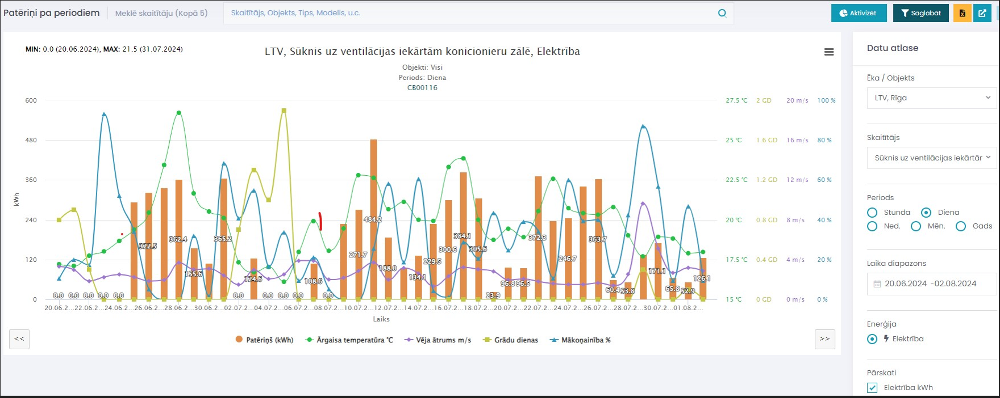 Patēriņi pa periodiem
Meklē skaitītāju (Kopā 5)
Skaitītājs, Objekts, Tips, Modelis, u.c.
Aktivizēt
Saglabāt
MIN: 0.0 (20.06.2024), MAX: 21.5 (31.07.2024)
LTV, Sūknis uz ventilācijas iekārtām konicionieru zālē, Elektrība
Objekti: Visi
Periods: Diena
CB00116
600 27.5 °C 2 GD 20 m/s 100 %
480 25 °C 1.6 GD 16 m/s 80 %
360 22.5 °C 1.2 GD 12 m/s 60 %
240 20 °C 0.8 GD 8 m/s 40 %
120 17.5 °C 0.4 GD 4 m/s 20 %
0 15 °C 0 GD 0 m/s 0 %
kWh
0.0 0.0 0.0 0.0 0.0 322.5 362.4 155.6 365.2 0.0 124.6 0.0 0.0 0.0 108.6 0.0 271.7 484.2 188.0 134.1 229.5 300.6 384.1 305.6 23.9 96.8 96.5 372.3 246.7 363.7 60.4 53.8 171.1 65.8 52.9 126.1
20.06.2... 22.06.2... 24.06.2... 26.06.2... 28.06.2... 30.06.2... 02.07.2... 04.07.2... 06.07.2... 08.07.2... 10.07.2... 12.07.2... 14.07.2... 16.07.2... 18.07.2... 20.07.2... 22.07.2... 24.07.2... 26.07.2... 28.07.2... 30.07.2... 01.08.2...
Laiks
<< >>
Patēriņš (kWh) Ārgaisa temperatūra °C Vēja ātrums m/s Grādu dienas Mākoņainība %
Datu atlase
Ēka / Objekts
LTV, Rīga
Skaitītājs
Sūknis uz ventilācijas iekārtār
Periods
Stunda Diena
Ned. Mēn. Gads
Laika diapazons
20.06.2024 -02.08.2024
Enerģija
Elektrība
Pārskati
Elektrība kWh